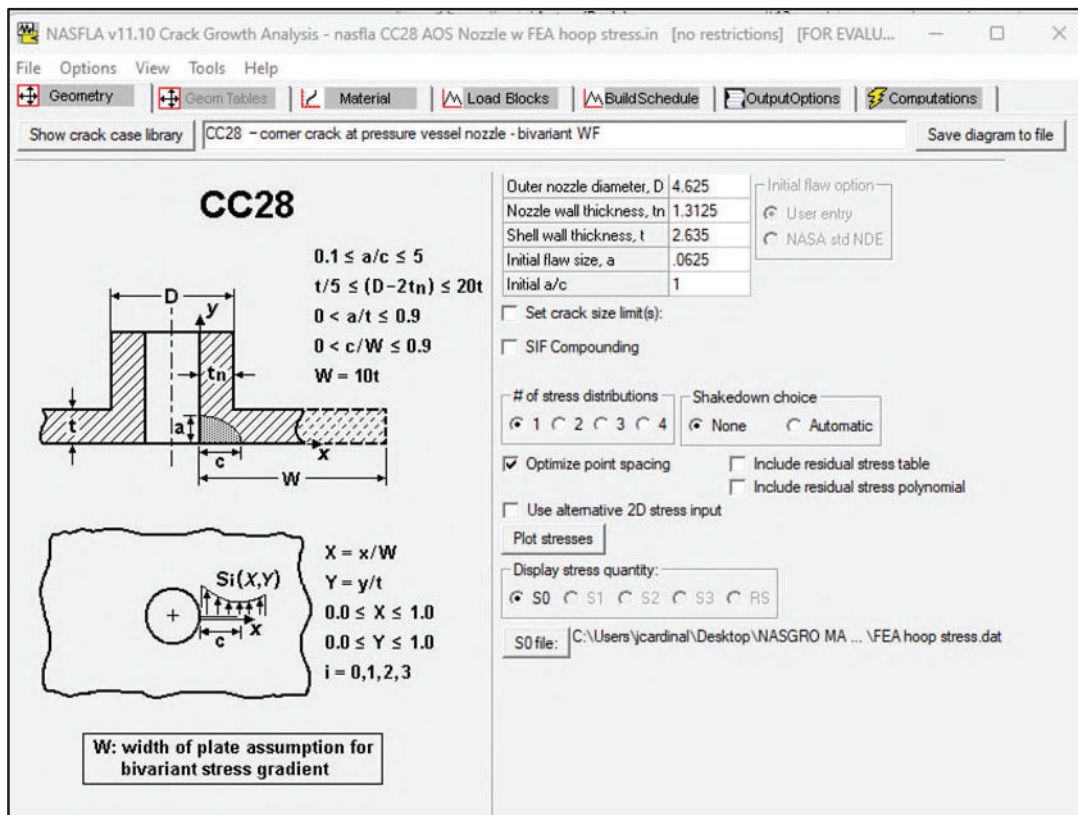 NASFLA v11.10 Crack Growth Analysis - nasfla CC28 AOS Nozzle w FEA hoop stress.in [no restrictions] [FOR EVALU...
File Options View Tools Help
Geometry Geom Tables Material Load Blocks BuildSchedule OutputOptions Computations
Show crack case library CC28 – corner crack at pressure vessel nozzle - bivariant WF Save diagram to file
CC28
0.1 ≤ a/c ≤ 5
t/5 ≤ (D-2tn) ≤ 20t
0 < a/t ≤ 0.9
0 < c/W ≤ 0.9
W = 10t
D
y
tn
t
a
x
c
W
X = x/W
Y = y/t
0.0 ≤ X ≤ 1.0
0.0 ≤ Y ≤ 1.0
i = 0,1,2,3
Si(X,Y)
x
c
W: width of plate assumption for
bivariant stress gradient
Outer nozzle diameter, D 4.625
Nozzle wall thickness, tn 1.3125
Shell wall thickness, t 2.635
Initial flaw size, a .0625
Initial a/c 1
Initial flaw option
User entry
NASA std NDE
Set crack size limit(s):
SIF Compounding
# of stress distributions
1 2 3 4
Shakedown choice
None Automatic
Optimize point spacing
Include residual stress table
Include residual stress polynomial
Use alternative 2D stress input
Plot stresses
Display stress quantity:
S0 S1 S2 S3 RS
S0 file: C:\Users\jcardinal\Desktop\NASGRO MA ... \FEA hoop stress.dat